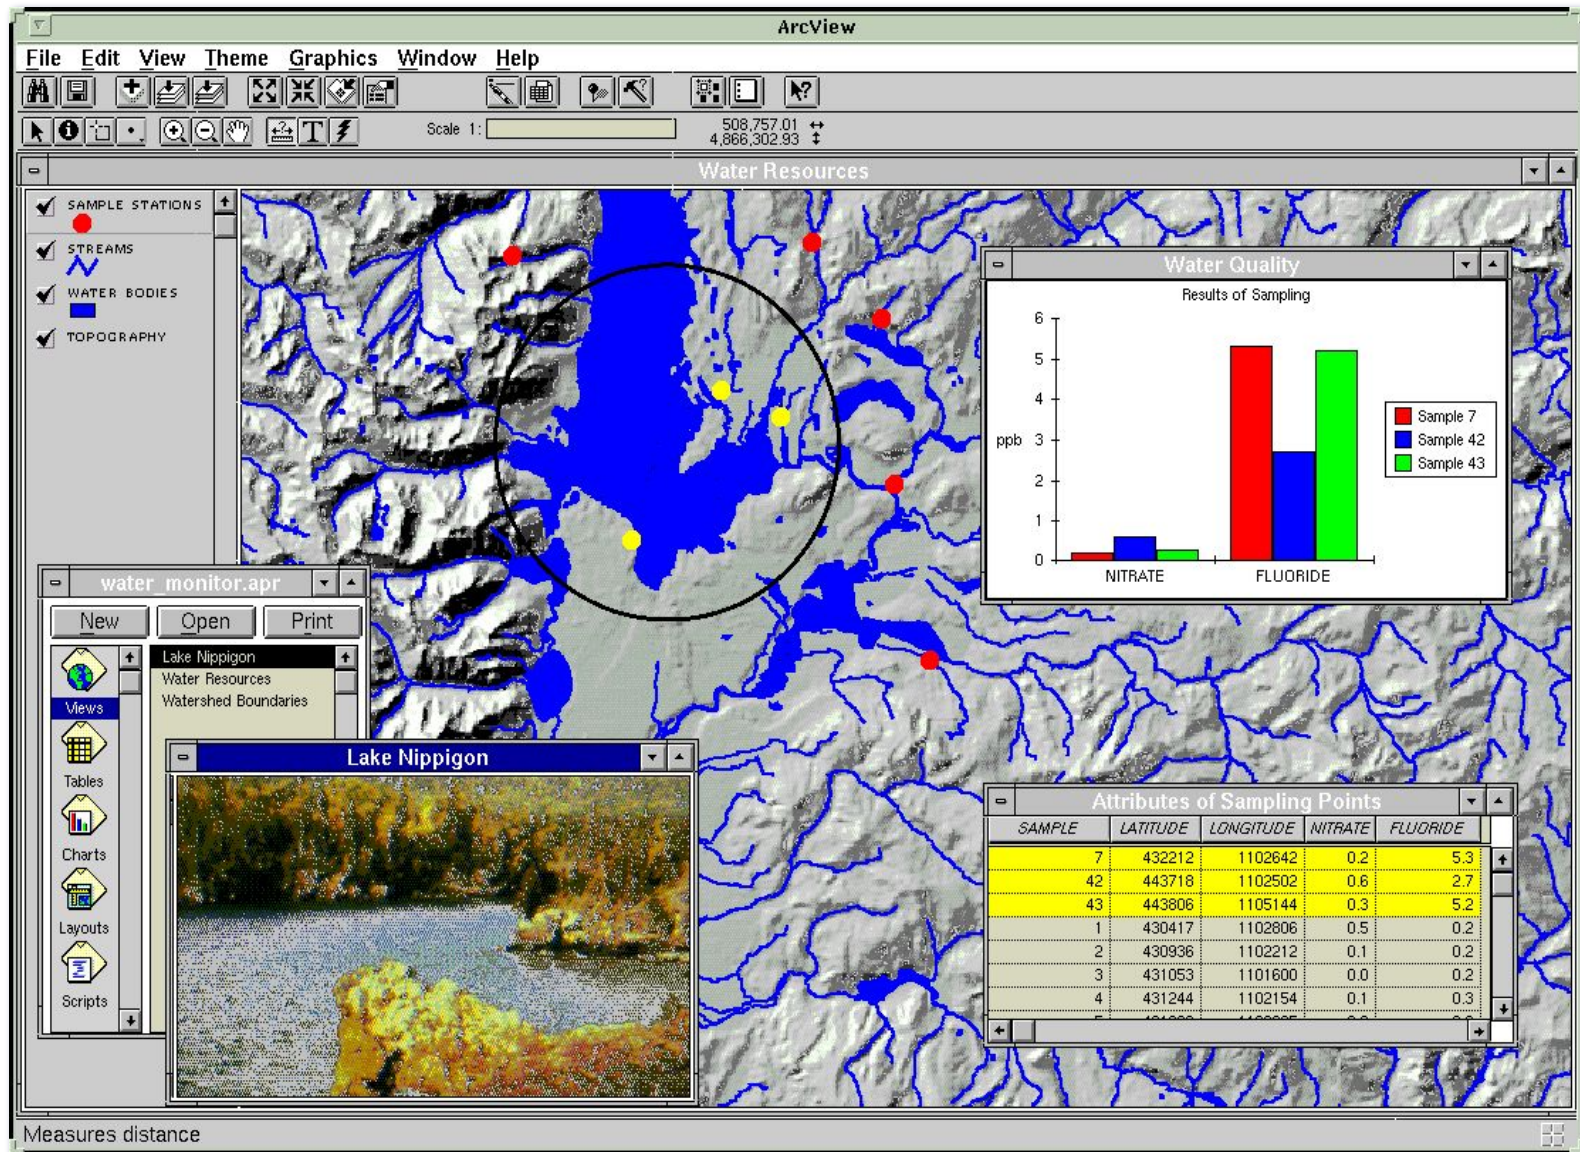 ArcView
File Edit View Theme Graphics Window Help
T
Scale 1:
508,757.01
4,866,302.93
Water Resources
SAMPLE STATIONS
STREAMS
WATER BODIES
TOPOGRAPHY
Water Quality
Results of Sampling
6
5
4
ppb 3
2
1
0
NITRATE FLUORIDE
Sample 7
Sample 42
Sample 43
water_monitor.apr
New Open Print
Views
Tables
Charts
Layouts
Scripts
Lake Nippigon
Water Resources
Watershed Boundaries
Lake Nippigon
Attributes of Sampling Points
SAMPLE LATITUDE LONGITUDE NITRATE FLUORIDE
7 432212 1102642 0.2 5.3
42 443718 1102502 0.6 2.7
43 443806 1105144 0.3 5.2
1 430417 1102806 0.5 0.2
2 430936 1102212 0.1 0.2
3 431053 1101600 0.0 0.2
4 431244 1102154 0.1 0.3
Measures distance